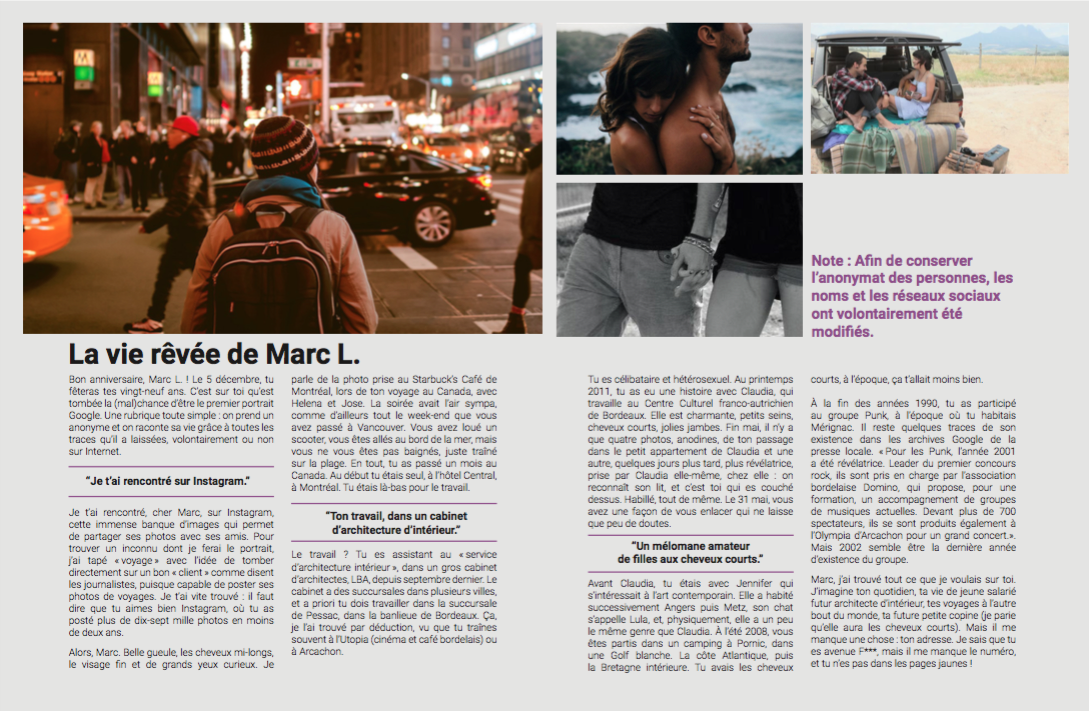 Note : Afin de conserver
l'anonymat des personnes, les
noms et les réseaux sociaux
ont volontairement été
modifiés.
La vie rêvée de Marc L.
Bon anniversaire, Marc L. ! Le 5 décembre, tu
fêteras tes vingt-neuf ans. C'est sur toi qu'est
tombée la (mal)chance d'être le premier portrait
Google. Une rubrique toute simple : on prend un
anonyme et on raconte sa vie grâce à toutes les
traces qu'il a laissées, volontairement ou non
sur Internet.
"Je t'ai rencontré sur Instagram."
Je t'ai rencontré, cher Marc, sur Instagram,
cette immense banque d'images qui permet
de partager ses photos avec ses amis. Pour
trouver un inconnu dont je ferai le portrait,
j'ai tapé « voyage » avec l'idée de tomber
directement sur un bon « client » comme disent
les journalistes, puisque capable de poster ses
photos de voyages. Je t'ai vite trouvé : il faut
dire que tu aimes bien Instagram, où tu as
posté plus de dix-sept mille photos en moins
de deux ans.
Alors, Marc. Belle gueule, les cheveux mi-longs,
le visage fin et de grands yeux curieux. Je
parle de la photo prise au Starbuck's Café de
Montréal, lors de ton voyage au Canada, avec
Helena et Jose. La soirée avait l'air sympa,
comme d'ailleurs tout le week-end que vous
avez passé à Vancouver. Vous avez loué un
scooter, vous êtes allés au bord de la mer, mais
vous ne vous êtes pas baignés, juste traîné
sur la plage. En tout, tu as passé un mois au
Canada. Au début tu étais seul, à l'hôtel Central,
à Montréal. Tu étais là-bas pour le travail.
"Ton travail, dans un cabinet
d'architecture d'intérieur."
Le travail ? Tu es assistant au « service
d'architecture intérieur », dans un gros cabinet
d'architectes, LBA, depuis septembre dernier. Le
cabinet a des succursales dans plusieurs villes,
et a priori tu dois travailler dans la succursale
de Pessac, dans la banlieue de Bordeaux. Ça,
je l'ai trouvé par déduction, vu que tu traînes
souvent à l'Utopia (cinéma et café bordelais) ou
à Arcachon.
Tu es célibataire et hétérosexuel. Au printemps
2011, tu as eu une histoire avec Claudia, qui
travaille au Centre Culturel franco-autrichien
de Bordeaux. Elle est charmante, petits seins,
cheveux courts, jolies jambes. Fin mai, il n'y a
que quatre photos, anodines, de ton passage
dans le petit appartement de Claudia et une
autre, quelques jours plus tard, plus révélatrice,
prise par Claudia elle-même, chez elle : on
reconnaît son lit, et c'est toi qui es couché
dessus. Habillé, tout de même. Le 31 mai, vous
avez une façon de vous enlacer qui ne laisse
que peu de doutes.
"Un mélomane amateur
de filles aux cheveux courts."
Avant Claudia, tu étais avec Jennifer qui
s'intéressait à l'art contemporain. Elle a habité
successivement Angers puis Metz, son chat
s'appelle Lula, et, physiquement, elle a un peu
le même genre que Claudia. À l'été 2008, vous
êtes partis dans un camping à Pornic, dans
une Golf blanche. La côte Atlantique, puis
la Bretagne intérieure. Tu avais les cheveux
courts, à l'époque, ça t'allait moins bien.
À la fin des années 1990, tu as participé
au groupe Punk, à l'époque où tu habitais
Mérignac. Il reste quelques traces de son
existence dans les archives Google de la
presse locale. « Pour les Punk, l'année 2001
a été révélatrice. Leader du premier concours
rock, ils sont pris en charge par l'association
bordelaise Domino, qui propose, pour une
formation, un accompagnement de groupes
de musiques actuelles. Devant plus de 700
spectateurs, ils se sont produits également à
l'Olympia d'Arcachon pour un grand concert.».
Mais 2002 semble être la dernière année
d'existence du groupe.
Marc, j'ai trouvé tout ce que je voulais sur toi.
J'imagine ton quotidien, ta vie de jeune salarié
futur architecte d'intérieur, tes voyages à l'autre
bout du monde, ta future petite copine (je parie
qu'elle aura les cheveux courts). Mais il me
manque une chose : ton adresse. Je sais que tu
es avenue F***, mais il me manque le numéro,
et tu n'es pas dans les pages jaunes !